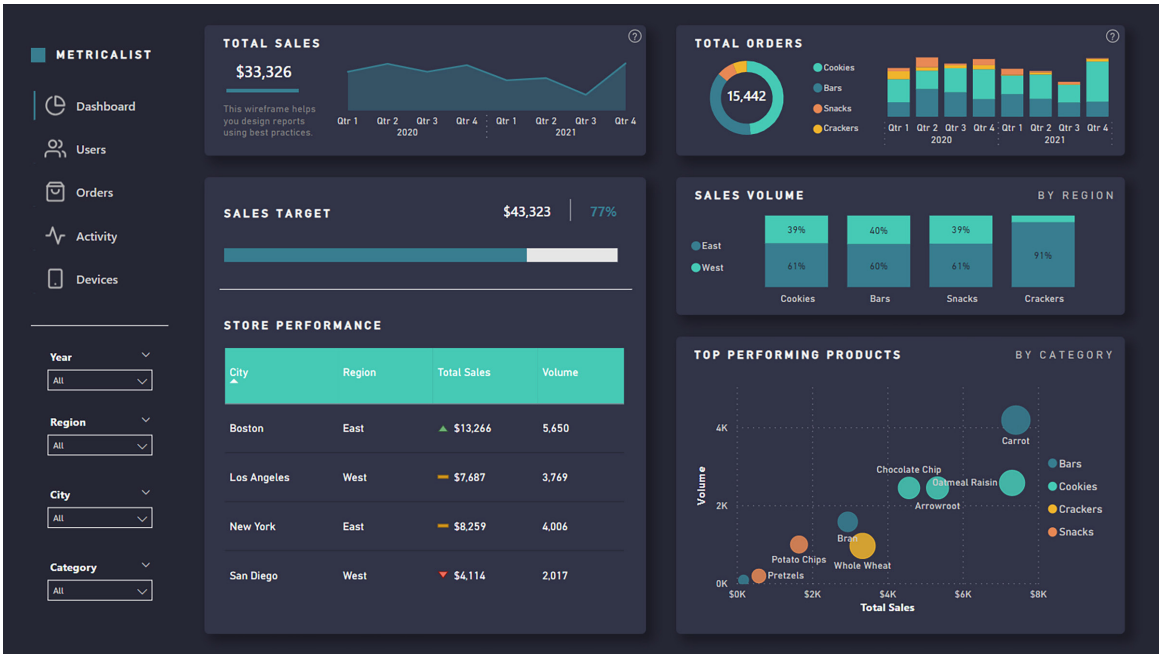 METRICALIST
Dashboard
Users
Orders
Activity
Devices
Year
All
Region
All
City
All
Category
All
TOTAL SALES
?
$33,326
This wireframe helps
you design reports
using best practices.
Qtr 1 Qtr 2 Qtr 3 Qtr 4 Qtr 1 Qtr 2 Qtr 3 Qtr 4
2020 2021
TOTAL ORDERS
?
15,442
Cookies
Bars
Snacks
Crackers
Qtr 1 Qtr 2 Qtr 3 Qtr 4 Qtr 1 Qtr 2 Qtr 3 Qtr 4
2020 2021
SALES TARGET
$43,323 77%
STORE PERFORMANCE
City Region Total Sales Volume
Boston East $13,266 5,650
Los Angeles West $7,687 3,769
New York East $8,259 4,006
San Diego West $4,114 2,017
SALES VOLUME BY REGION
East
West
39% 40% 39%
61% 60% 61% 91%
Cookies Bars Snacks Crackers
TOP PERFORMING PRODUCTS BY CATEGORY
Volume
4K
2K
0K
Carrot
Chocolate Chip
Oatmeal Raisin
Arrowroot
Bran
Potato Chips
Whole Wheat
Pretzels
$0K $2K $4K $6K $8K
Total Sales
Bars
Cookies
Crackers
Snacks